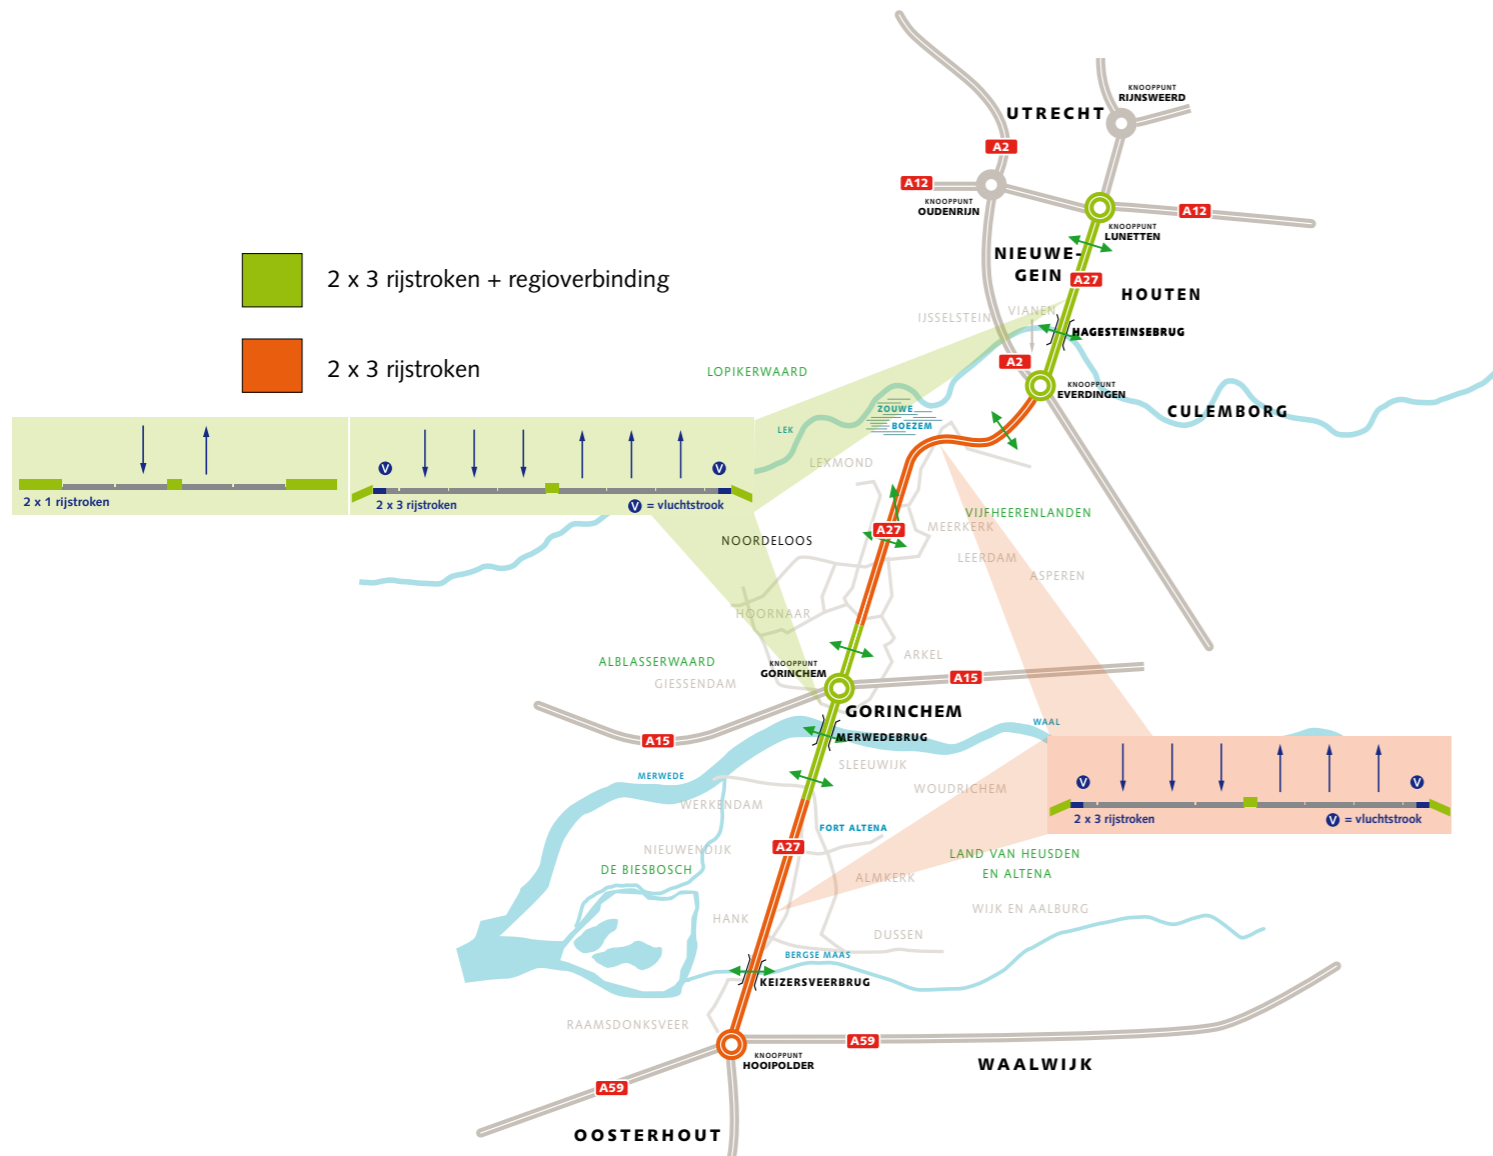 KNOOPPUNT
RIJNSWEERD
UTRECHT
A2
A12
KNOOPPUNT
OUDENRIJN
A12
KNOOPPUNT
LUNETTEN
NIEUWE-
GEIN
A27
HOUTEN
2 x 3 rijstroken + regioverbinding
IJSSELSTEIN
VIANEN
HAGESTEINSEBRUG
2 x 3 rijstroken
A2
LOPIKERWAARD
KNOOPPUNT
EVERDINGEN
CULEMBORG
ZOUWE
BOEZEM
LEK
LEXMOND
V
V
2 x 1 rijstroken
2 x 3 rijstroken
V = vluchtstrook
VIJFHEERENLANDEN
A27
MEERKERK
NOORDELOOS
LEERDAM
ASPEREN
HOORNAAR
ARKEL
ALBLASSERWAARD
KNOOPPUNT
GORINCHEM
GIESSENDAM
A15
GORINCHEM
WAAL
A15
MERWEDEBRUG
SLEEUWIJK
MERWEDE
WOUDRICHEM
WERKENDAM
V
V
2 x 3 rijstroken
V = vluchtstrook
FORT ALTENA
A27
NIEUWENDIJK
LAND VAN HEUSDEN
EN ALTENA
DE BIESBOSCH
ALMKERK
WIJK EN AALBURG
HANK
DUSSEN
BERGSE MAAS
KEIZERSVEERBRUG
RAAMSDONKSVEER
A59
KNOOPPUNT
HOOIPOLDER
WAALWIJK
A59
OOSTERHOUT